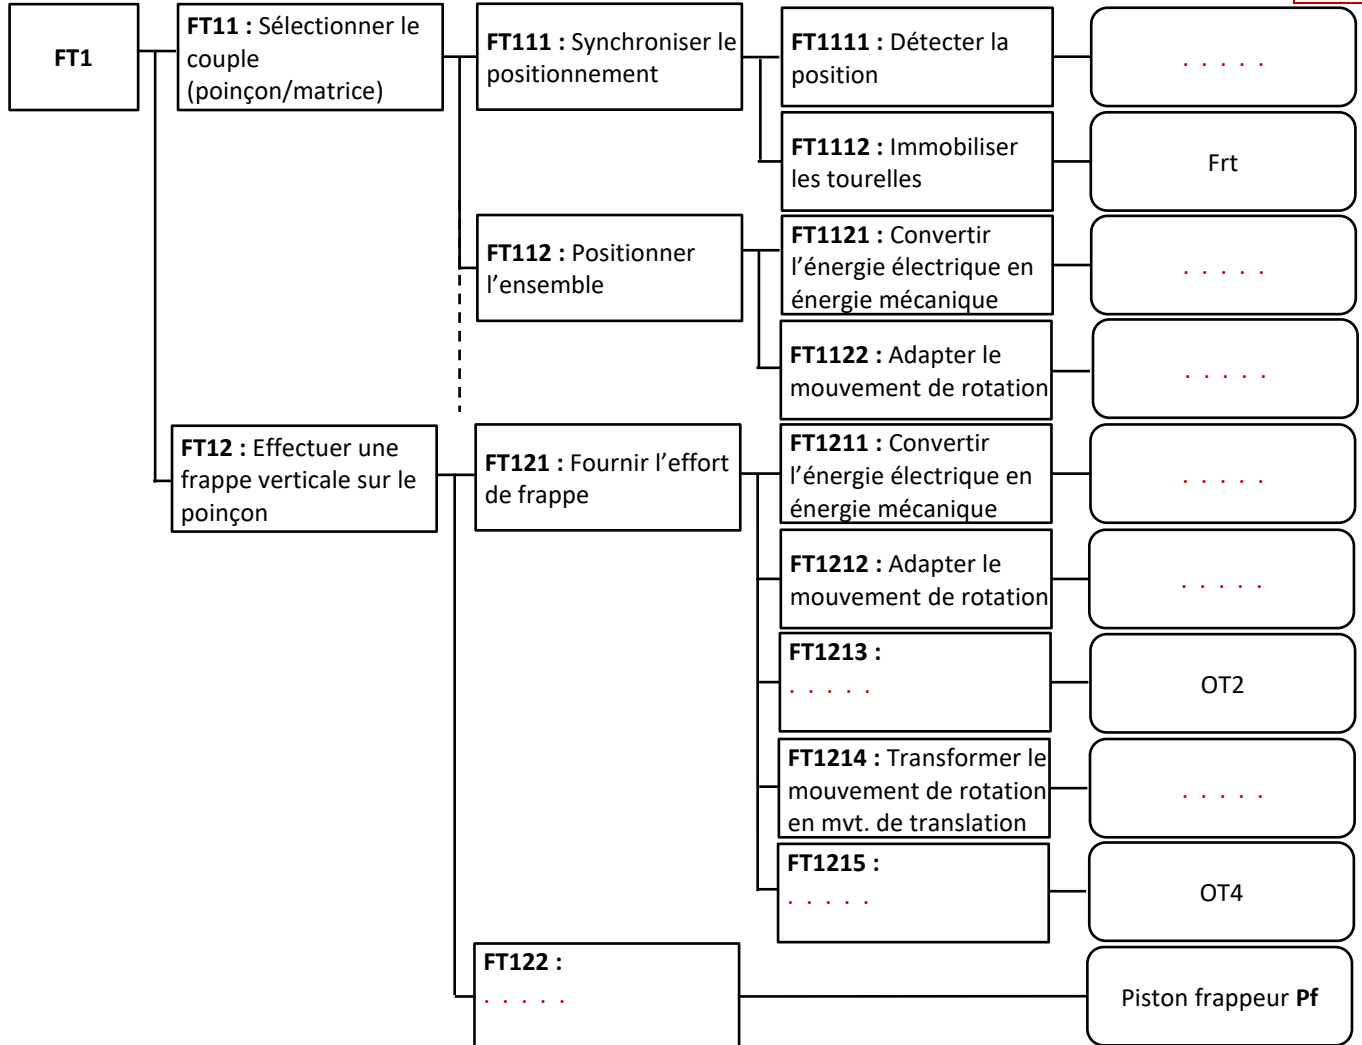 FT1
FT11 : Sélectionner le
couple
(poinçon/matrice)
FT111 : Synchroniser le
positionnement
FT1111 : Détecter la
position
. . . . .
FT1112 : Immobiliser
les tourelles
Frt
FT112 : Positionner
l’ensemble
FT1121 : Convertir
l’énergie électrique en
énergie mécanique
. . . . .
FT1122 : Adapter le
mouvement de rotation
. . . . .
FT12 : Effectuer une
frappe verticale sur le
poinçon
FT121 : Fournir l’effort
de frappe
FT1211 : Convertir
l’énergie électrique en
énergie mécanique
. . . . .
FT1212 : Adapter le
mouvement de rotation
. . . . .
FT1213 :
. . . . .
OT2
FT1214 : Transformer le
mouvement de rotation
en mvt. de translation
. . . . .
FT1215 :
. . . . .
OT4
FT122 :
. . . . .
Piston frappeur Pf